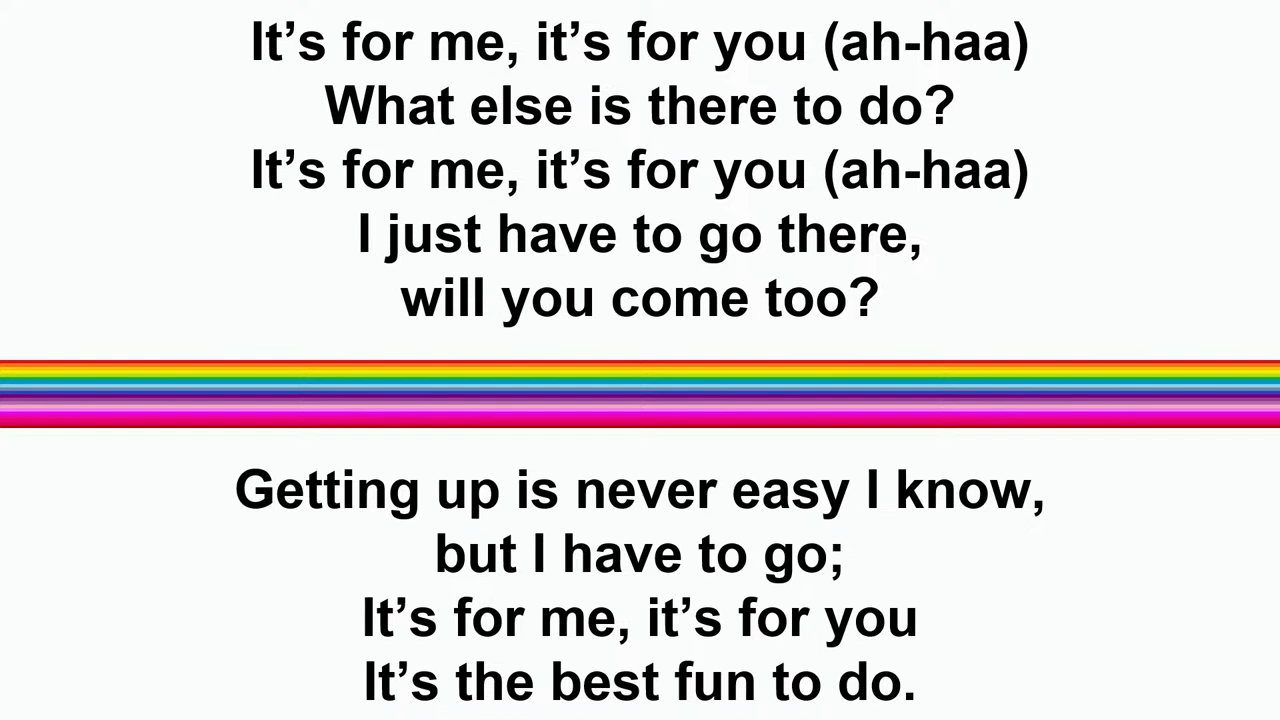 It’s for me, it’s for you (ah-haa)
What else is there to do?
It’s for me, it’s for you (ah-haa)
I just have to go there,
will you come too?
Getting up is never easy I know,
but I have to go;
It’s for me, it’s for you
It’s the best fun to do.